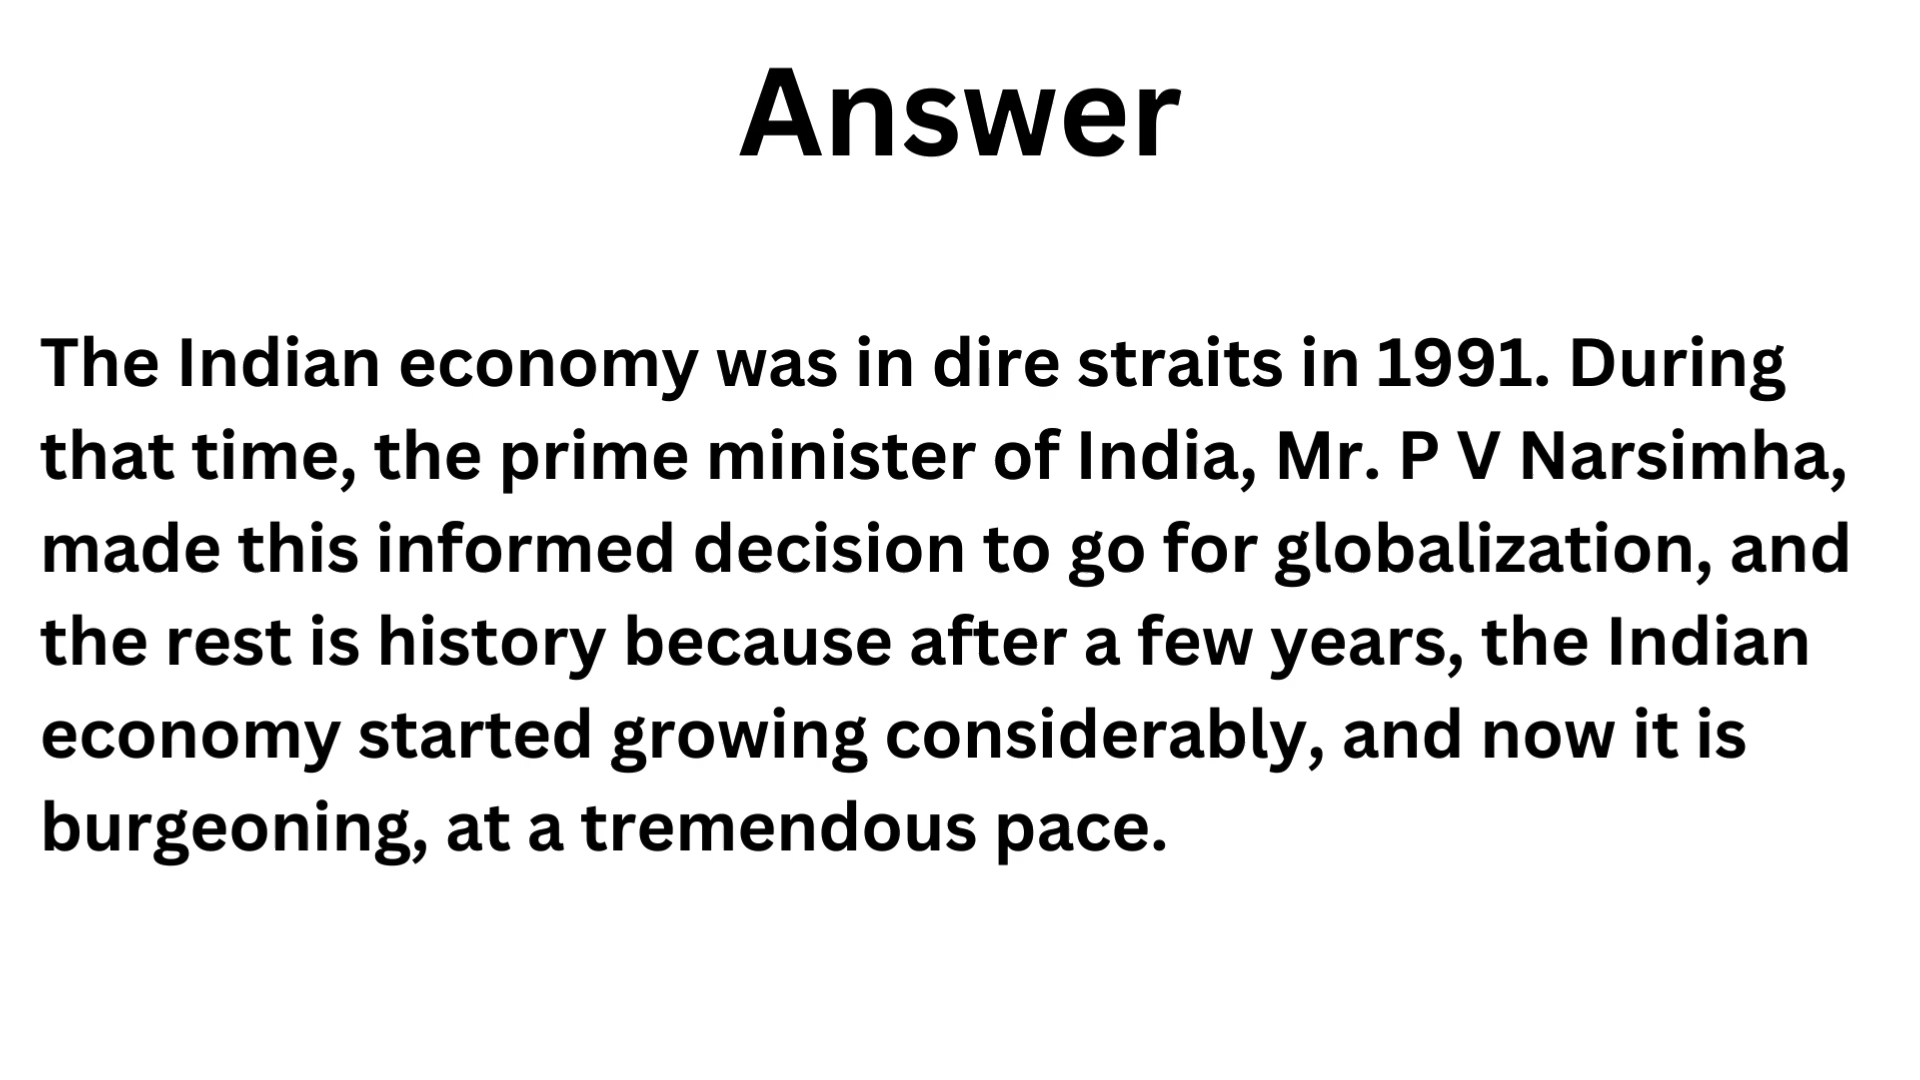 Answer
The Indian economy was in dire straits in 1991. During
that time, the prime minister of India, Mr. P V Narsimha,
made this informed decision to go for globalization, and
the rest is history because after a few years, the Indian
economy started growing considerably, and now it is
burgeoning, at a tremendous pace.